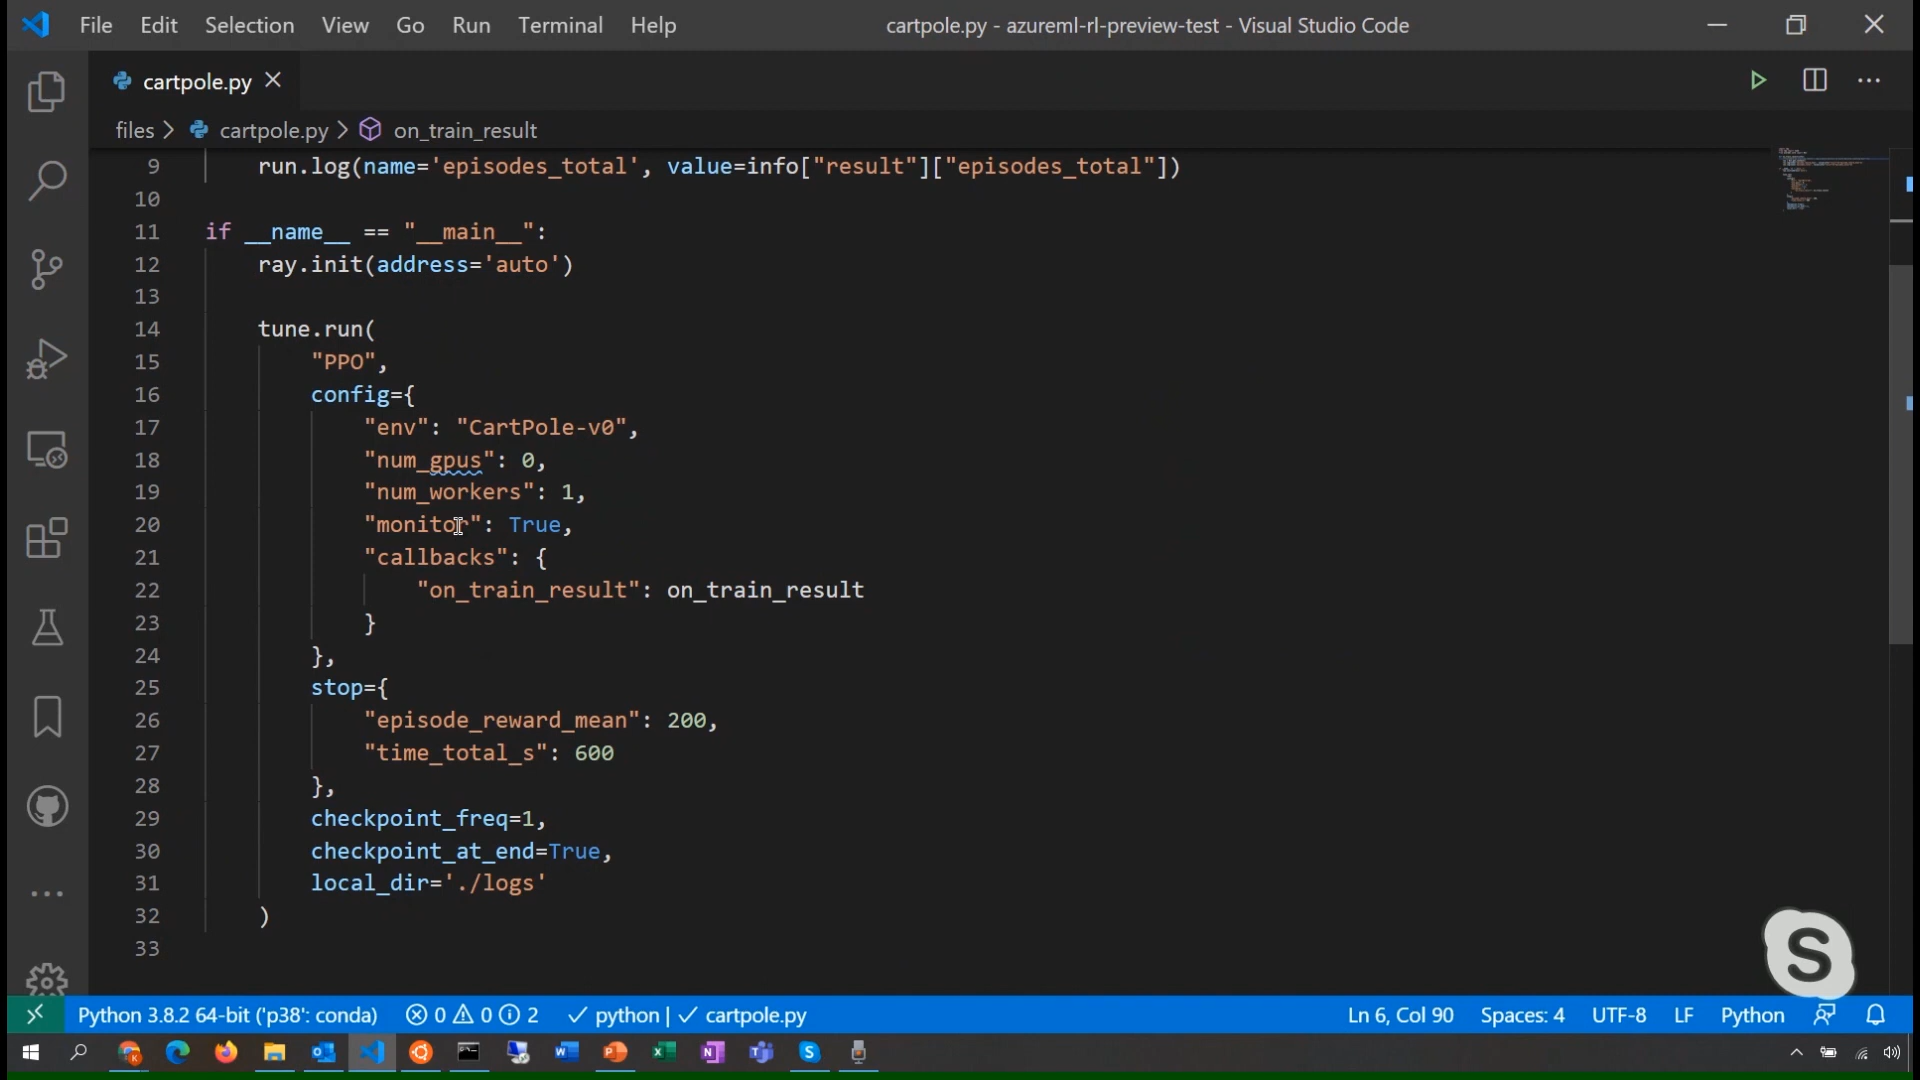 File Edit Selection View Go Run Terminal Help cartpole.py - azureml-rl-preview-test - Visual Studio Code
cartpole.py
files > cartpole.py > on_train_result
9 run.log(name='episodes_total', value=info["result"]["episodes_total"])
10
11 if __name__ == "__main__":
12 ray.init(address='auto')
13
14 tune.run(
15 "PPO",
16 config={
17 "env": "CartPole-v0",
18 "num_gpus": 0,
19 "num_workers": 1,
20 "monitor": True,
21 "callbacks": {
22 "on_train_result": on_train_result
23 }
24 },
25 stop={
26 "episode_reward_mean": 200,
27 "time_total_s": 600
28 },
29 checkpoint_freq=1,
30 checkpoint_at_end=True,
31 local_dir='./logs'
32 )
33
Python 3.8.2 64-bit ('p38': conda) 0 0 2 python | cartpole.py Ln 6, Col 90 Spaces: 4 UTF-8 LF Python